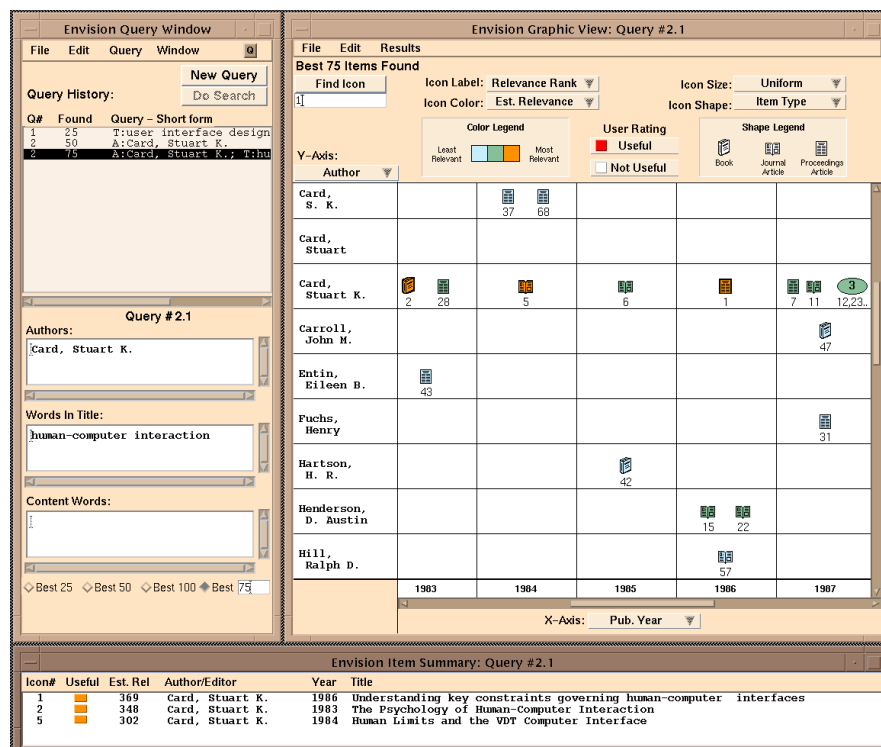 Envision Query Window
File Edit Query Window Q
New Query
Query History: Do Search
Q# Found Query – Short form
1 25 T:user interface design
2 50 A:Card, Stuart K.
2 75 A:Card, Stuart K.; T:hu
Query #2.1
Authors:
Card, Stuart K.
Words In Title:
human-computer interaction
Content Words:
Best 25 Best 50 Best 100 Best 75
Envision Graphic View: Query #2.1
File Edit Results
Best 75 Items Found
Find Icon Icon Label: Relevance Rank Icon Size: Uniform
1 Icon Color: Est. Relevance Icon Shape: Item Type
Color Legend User Rating Shape Legend
Least Relevant Most Relevant Useful
Not Useful
Book Journal Article Proceedings Article
Y-Axis:
Author
Card, S. K. 37 68
Card, Stuart
Card, Stuart K. 2 28 5 6 1 7 11 3 12,23..
Carroll, John M. 47
Entin, Eileen B. 43
Fuchs, Henry 31
Hartson, H. R. 42
Henderson, D. Austin 15 22
Hill, Ralph D. 57
1983 1984 1985 1986 1987
X-Axis: Pub. Year
Envision Item Summary: Query #2.1
Icon# Useful Est. Rel Author/Editor Year Title
1 369 Card, Stuart K. 1986 Understanding key constraints governing human-computer interfaces
2 348 Card, Stuart K. 1983 The Psychology of Human-Computer Interaction
5 302 Card, Stuart K. 1984 Human Limits and the VDT Computer Interface